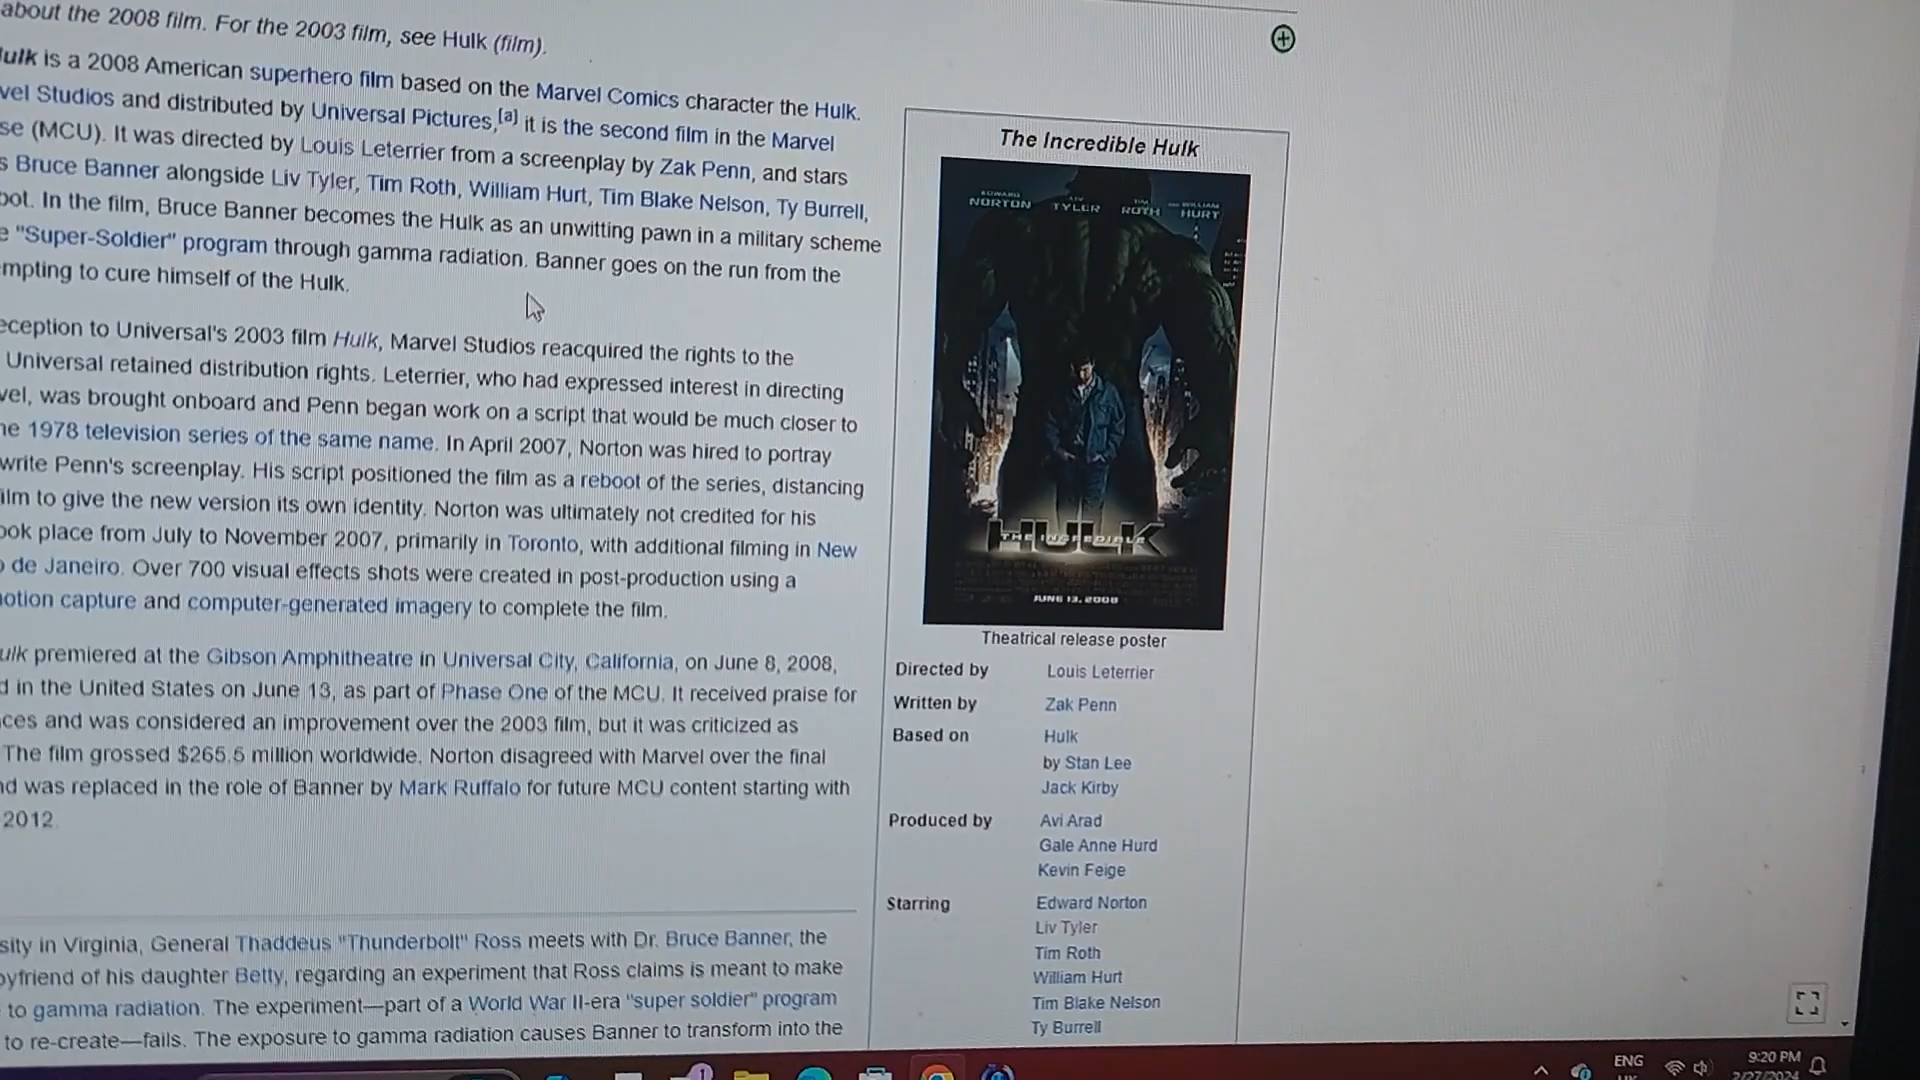 about the 2008 film. For the 2003 film, see Hulk (film).
ulk is a 2008 American superhero film based on the Marvel Comics character the Hulk.
vel Studios and distributed by Universal Pictures,[a] it is the second film in the Marvel
se (MCU). It was directed by Louis Leterrier from a screenplay by Zak Penn, and stars
s Bruce Banner alongside Liv Tyler, Tim Roth, William Hurt, Tim Blake Nelson, Ty Burrell,
oot. In the film, Bruce Banner becomes the Hulk as an unwitting pawn in a military scheme
e "Super-Soldier" program through gamma radiation. Banner goes on the run from the
mpting to cure himself of the Hulk.
eception to Universal's 2003 film Hulk, Marvel Studios reacquired the rights to the
Universal retained distribution rights. Leterrier, who had expressed interest in directing
vel, was brought onboard and Penn began work on a script that would be much closer to
he 1978 television series of the same name. In April 2007, Norton was hired to portray
write Penn's screenplay. His script positioned the film as a reboot of the series, distancing
ilm to give the new version its own identity. Norton was ultimately not credited for his
ook place from July to November 2007, primarily in Toronto, with additional filming in New
o de Janeiro. Over 700 visual effects shots were created in post-production using a
otion capture and computer-generated imagery to complete the film.
ulk premiered at the Gibson Amphitheatre in Universal City, California, on June 8, 2008,
d in the United States on June 13, as part of Phase One of the MCU. It received praise for
ces and was considered an improvement over the 2003 film, but it was criticized as
The film grossed $265.5 million worldwide. Norton disagreed with Marvel over the final
nd was replaced in the role of Banner by Mark Ruffalo for future MCU content starting with
2012.
sity in Virginia, General Thaddeus "Thunderbolt" Ross meets with Dr. Bruce Banner, the
oyfriend of his daughter Betty, regarding an experiment that Ross claims is meant to make
to gamma radiation. The experiment—part of a World War II-era "super soldier" program
to re-create—fails. The exposure to gamma radiation causes Banner to transform into the
The Incredible Hulk
EDWARD NORTON LIV TYLER TIM ROTH AND WILLIAM HURT
THE INCREDIBLE HULK
JUNE 13, 2008
Theatrical release poster
Directed by Louis Leterrier
Written by Zak Penn
Based on Hulk
by Stan Lee
Jack Kirby
Produced by Avi Arad
Gale Anne Hurd
Kevin Feige
Starring Edward Norton
Liv Tyler
Tim Roth
William Hurt
Tim Blake Nelson
Ty Burrell
1
ENG
9:20 PM
2/27/2024